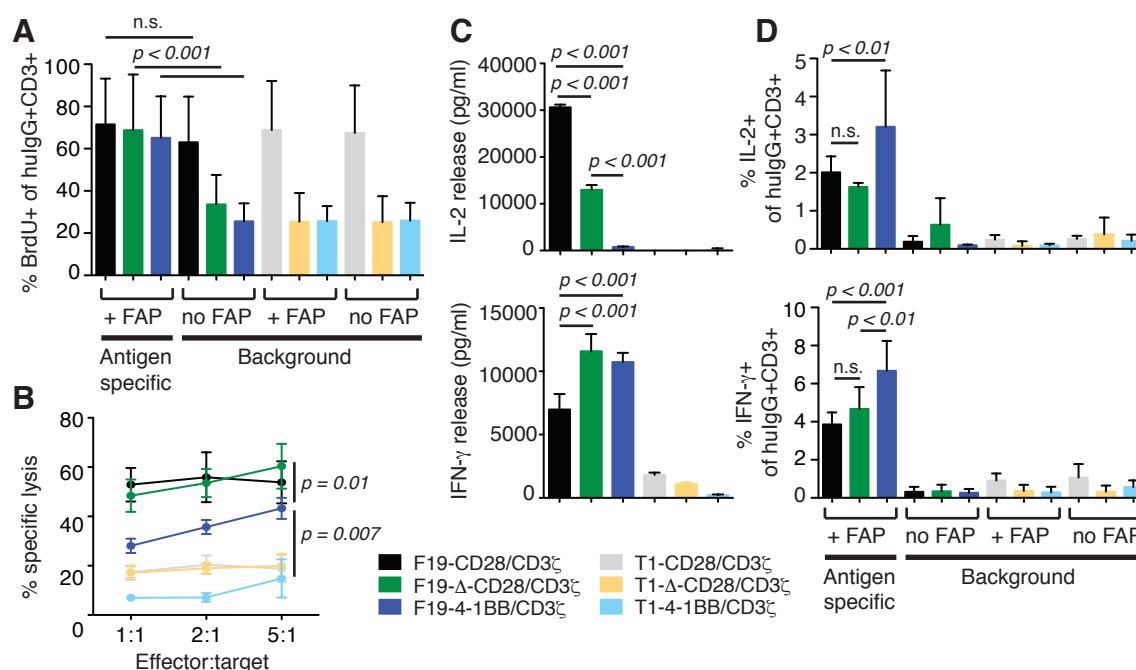 A
n.s.
p < 0.001
% BrdU+ of huIgG+CD3+
100
80
60
40
20
0
+ FAP
no FAP
+ FAP
no FAP
Antigen
specific
Background
B
% specific lysis
80
60
40
20
0
p = 0.01
p = 0.007
1:1
2:1
5:1
Effector:target
C
IL-2 release (pg/ml)
40000
30000
20000
10000
0
p < 0.001
p < 0.001
p < 0.001
IFN-γ release (pg/ml)
15000
10000
5000
0
p < 0.001
p < 0.001
F19-CD28/CD3ζ
F19-Δ-CD28/CD3ζ
F19-4-1BB/CD3ζ
T1-CD28/CD3ζ
T1-Δ-CD28/CD3ζ
T1-4-1BB/CD3ζ
D
% IL-2+
of huIgG+CD3+
5
4
3
2
1
0
p < 0.01
n.s.
% IFN-γ+
of huIgG+CD3+
10
8
6
4
2
0
p < 0.001
p < 0.01
n.s.
+ FAP
no FAP
+ FAP
no FAP
Antigen
specific
Background